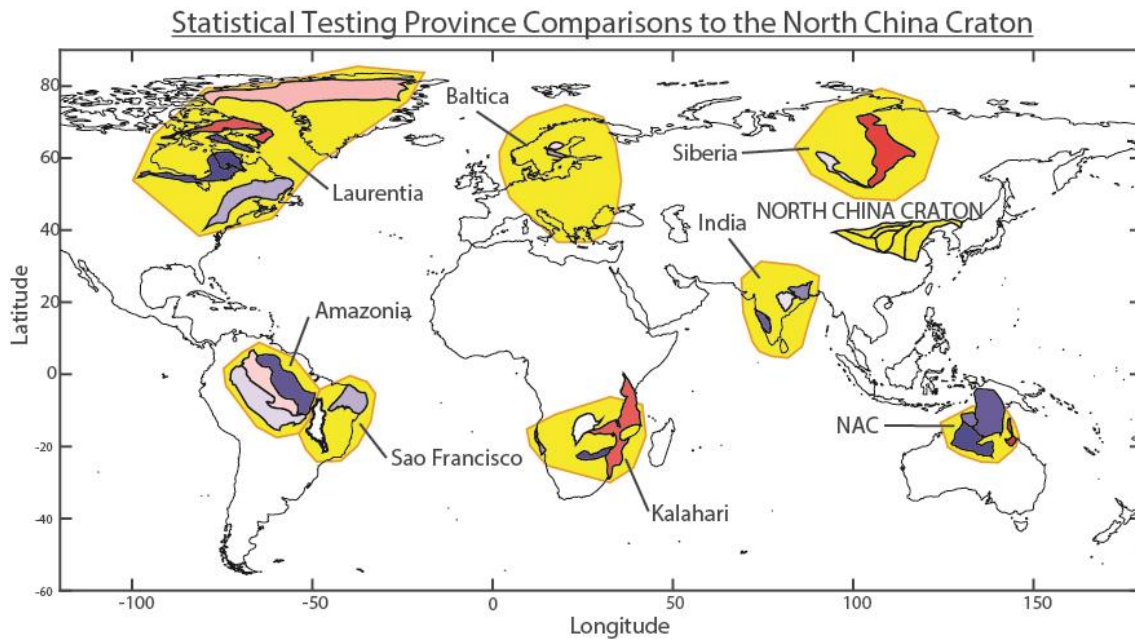 Statistical Testing Province Comparisons to the North China Craton
80
60
40
20
0
-20
-40
-60
Latitude
Baltica
Siberia
Laurentia
NORTH CHINA CRATON
India
Amazonia
NAC
Sao Francisco
Kalahari
-100
-50
0
50
100
150
Longitude